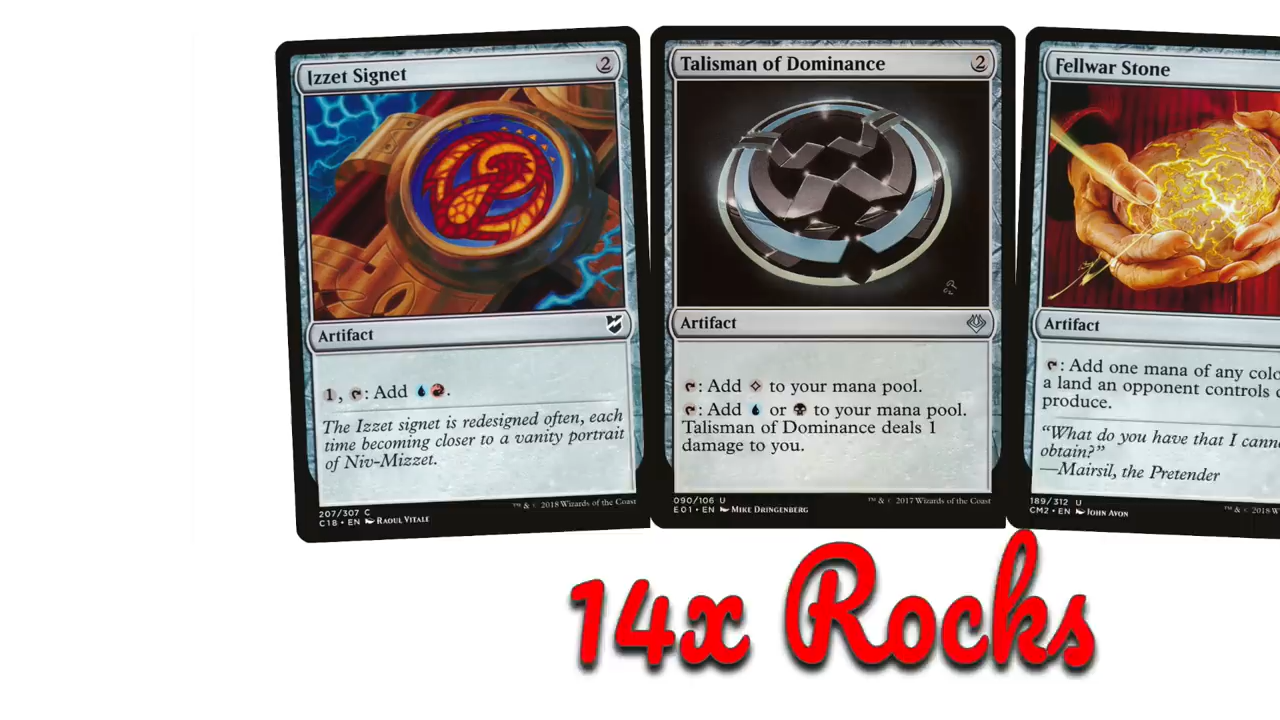 Izzet Signet 2
Artifact
1, T: Add
The Izzet signet is redesigned often, each
time becoming closer to a vanity portrait
of Niv-Mizzet.
207/307 C
C18 • EN Raoul Vitale
™ & © 2018 Wizards of the Coast
Talisman of Dominance 2
Artifact
: Add to your mana pool.
: Add or to your mana pool.
Talisman of Dominance deals 1
damage to you.
090/106 U
E01 • EN Mike Dringenberg
™ & © 2017 Wizards of the Coast
Fellwar Stone
Artifact
: Add one mana of any colo
a land an opponent controls c
produce.
“What do you have that I canno
obtain?”
—Mairsil, the Pretender
189/312 U
CM2 • EN John Avon
™ & © 2018 W
14x Rocks